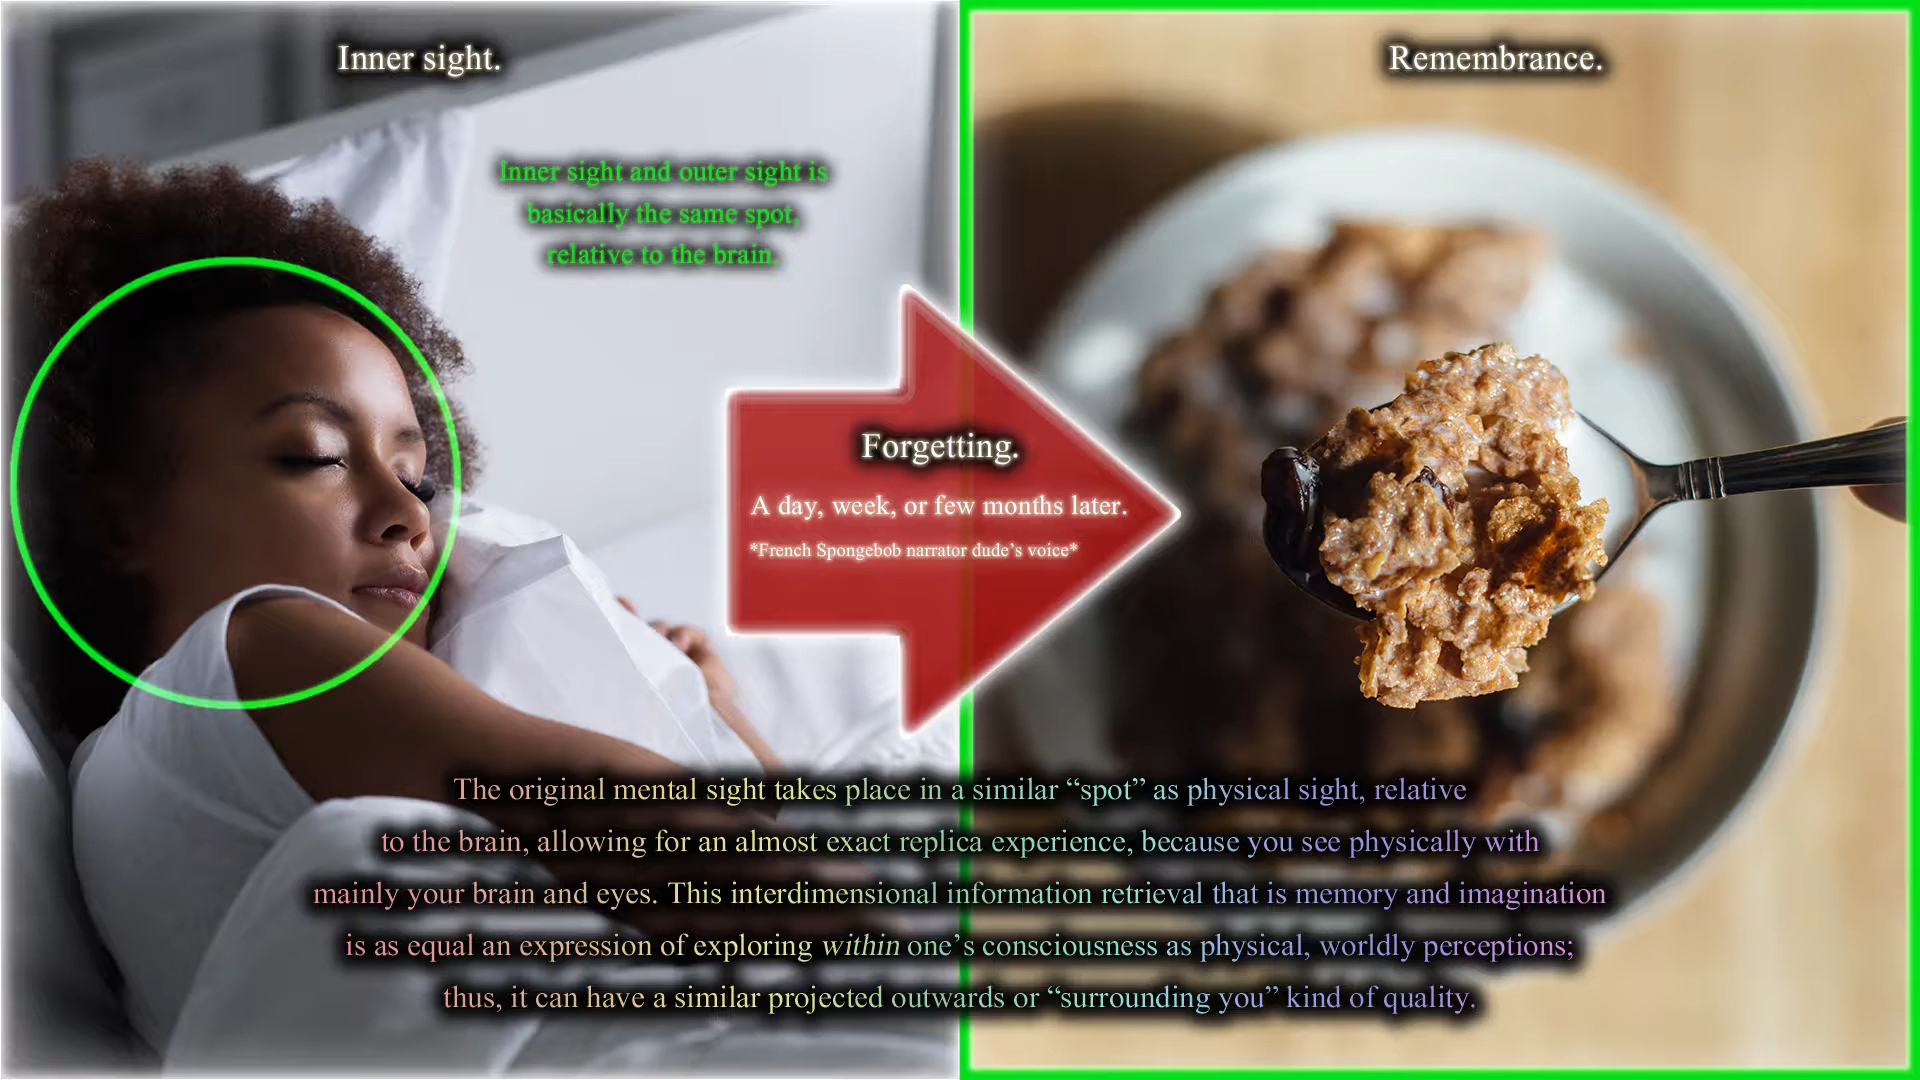 Inner sight.
Remembrance.
Inner sight and outer sight is
basically the same spot,
relative to the brain.
Forgetting.
A day, week, or few months later.
*French Spongebob narrator dude’s voice*
The original mental sight takes place in a similar “spot” as physical sight, relative
to the brain, allowing for an almost exact replica experience, because you see physically with
mainly your brain and eyes. This interdimensional information retrieval that is memory and imagination
is as equal an expression of exploring within one’s consciousness as physical, worldly perceptions;
thus, it can have a similar projected outwards or “surrounding you” kind of quality.